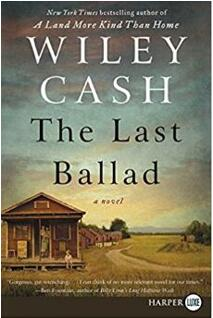 New York Times bestselling author of
A Land More Kind Than Home
WILEY
CASH
The Last
Ballad
a novel
"Gorgeous, gut-wrenching. . . . I can think of no more relevant novel for our times."
—Ben Fountain, author of Billy Lynn's Long Halftime Walk
HARPER LUXE
LARGER PRINT